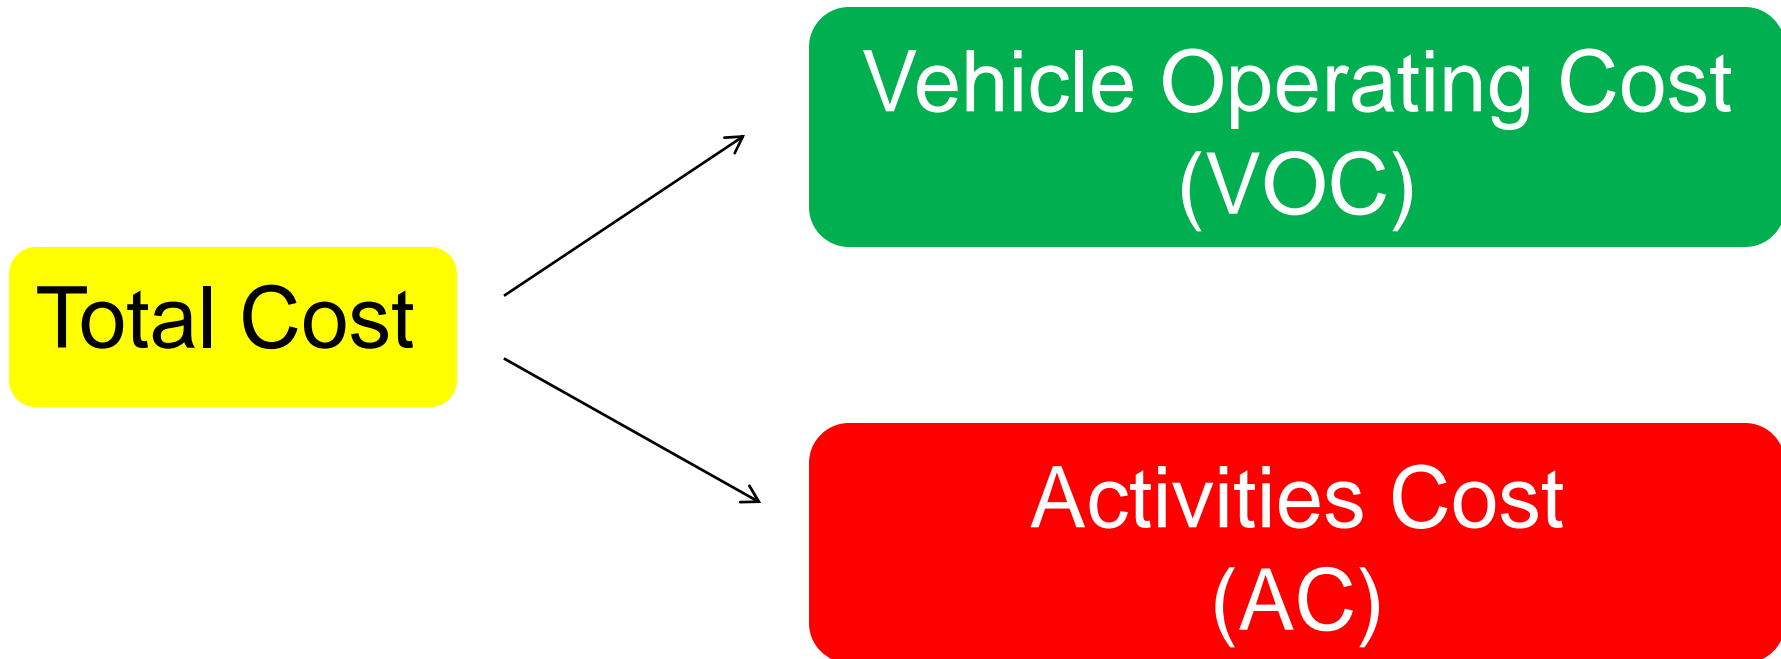 Total Cost
Vehicle Operating Cost
(VOC)
Activities Cost
(AC)